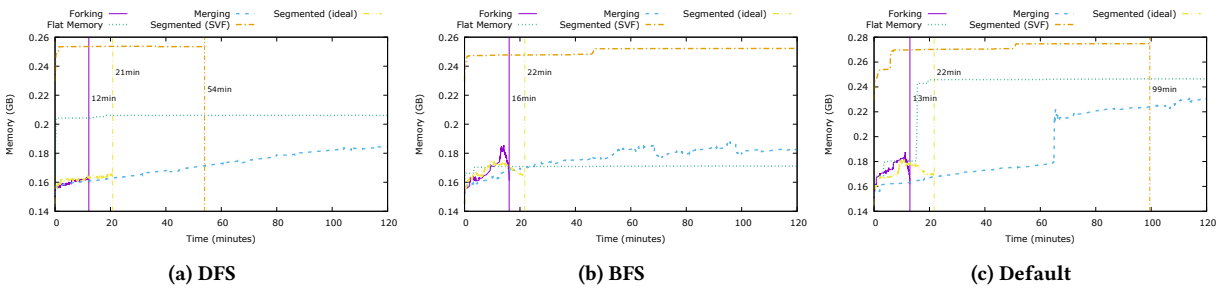 Forking
Merging
Segmented (ideal)
Flat Memory
Segmented (SVF)
0.26
0.24
0.22
0.2
0.18
0.16
0.14
Memory (GB)
21min
12min
54min
0
20
40
60
80
100
120
Time (minutes)
(a) DFS
Forking
Merging
Segmented (ideal)
Flat Memory
Segmented (SVF)
0.26
0.24
0.22
0.2
0.18
0.16
0.14
Memory (GB)
22min
16min
0
20
40
60
80
100
120
Time (minutes)
(b) BFS
Forking
Merging
Segmented (ideal)
Flat Memory
Segmented (SVF)
0.28
0.26
0.24
0.22
0.2
0.18
0.16
0.14
Memory (GB)
22min
13min
99min
0
20
40
60
80
100
120
Time (minutes)
(c) Default